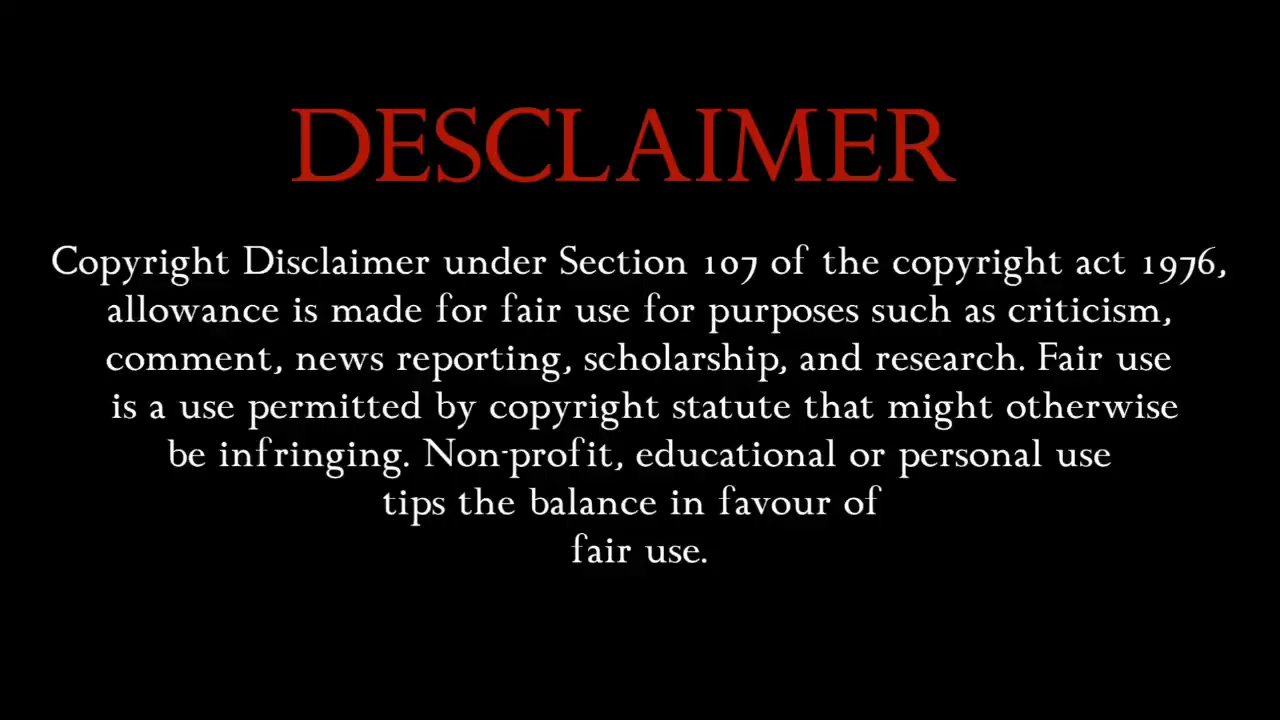 DESCLAIMER
Copyright Disclaimer under Section 107 of the copyright act 1976,
allowance is made for fair use for purposes such as criticism,
comment, news reporting, scholarship, and research. Fair use
is a use permitted by copyright statute that might otherwise
be infringing. Non-profit, educational or personal use
tips the balance in favour of
fair use.